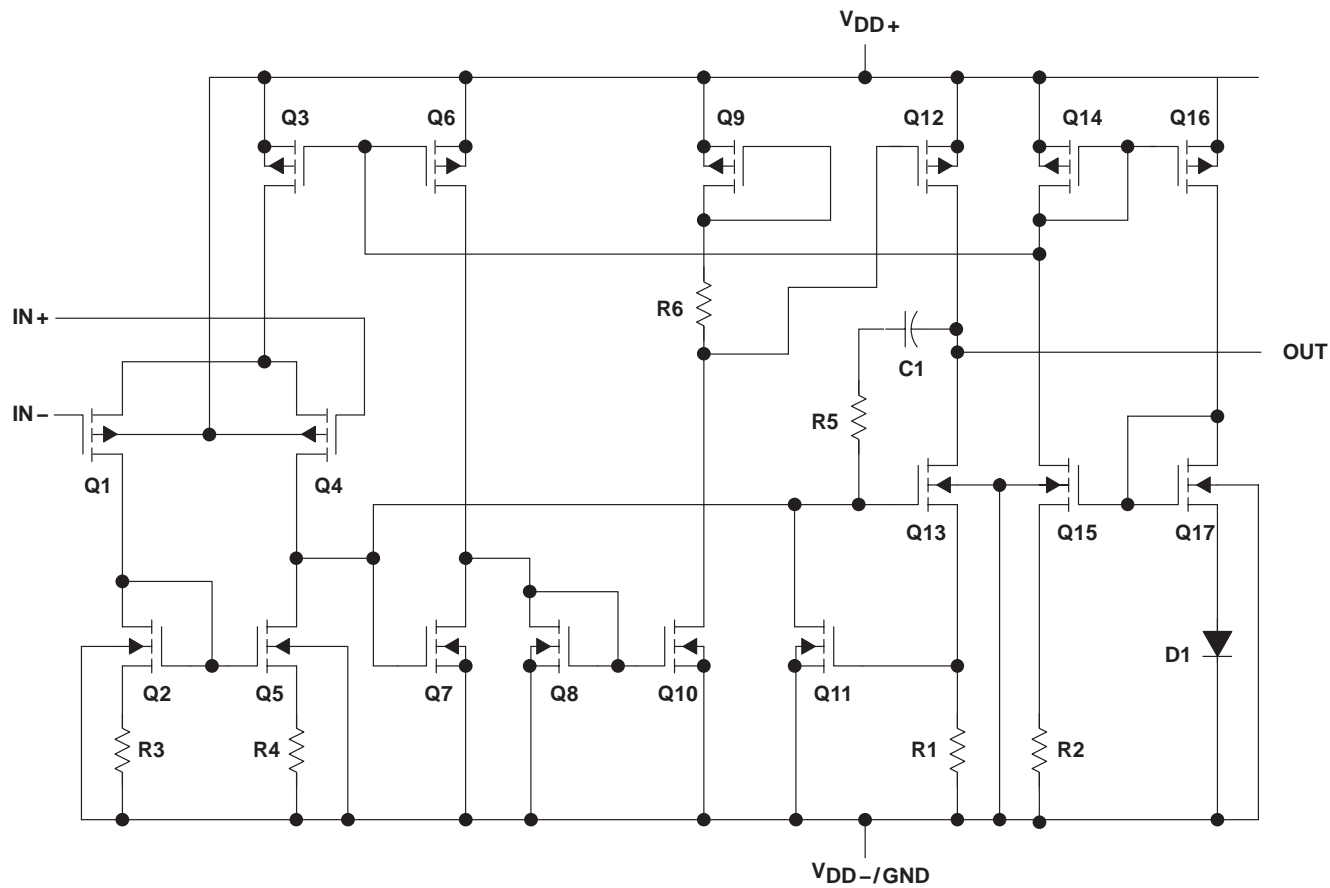 VDD+
Q3
Q6
Q9
Q12
Q14
Q16
R6
IN+
OUT
C1
IN−
R5
Q1
Q4
Q13
Q15
Q17
D1
Q2
Q5
Q7
Q8
Q10
Q11
R3
R4
R1
R2
VDD−/GND